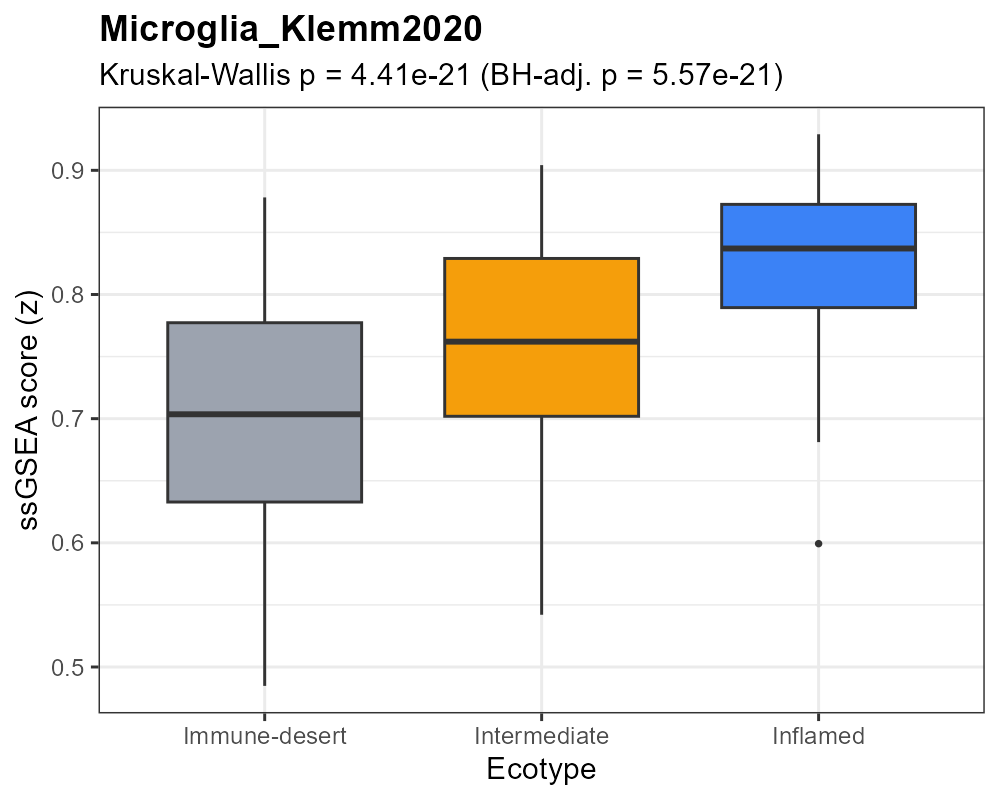 Microglia_Klemm2020
Kruskal-Wallis p = 4.41e-21 (BH-adj. p = 5.57e-21)
ssGSEA score (z)
0.9
0.8
0.7
0.6
0.5
Immune-desert
Intermediate
Inflamed
Ecotype